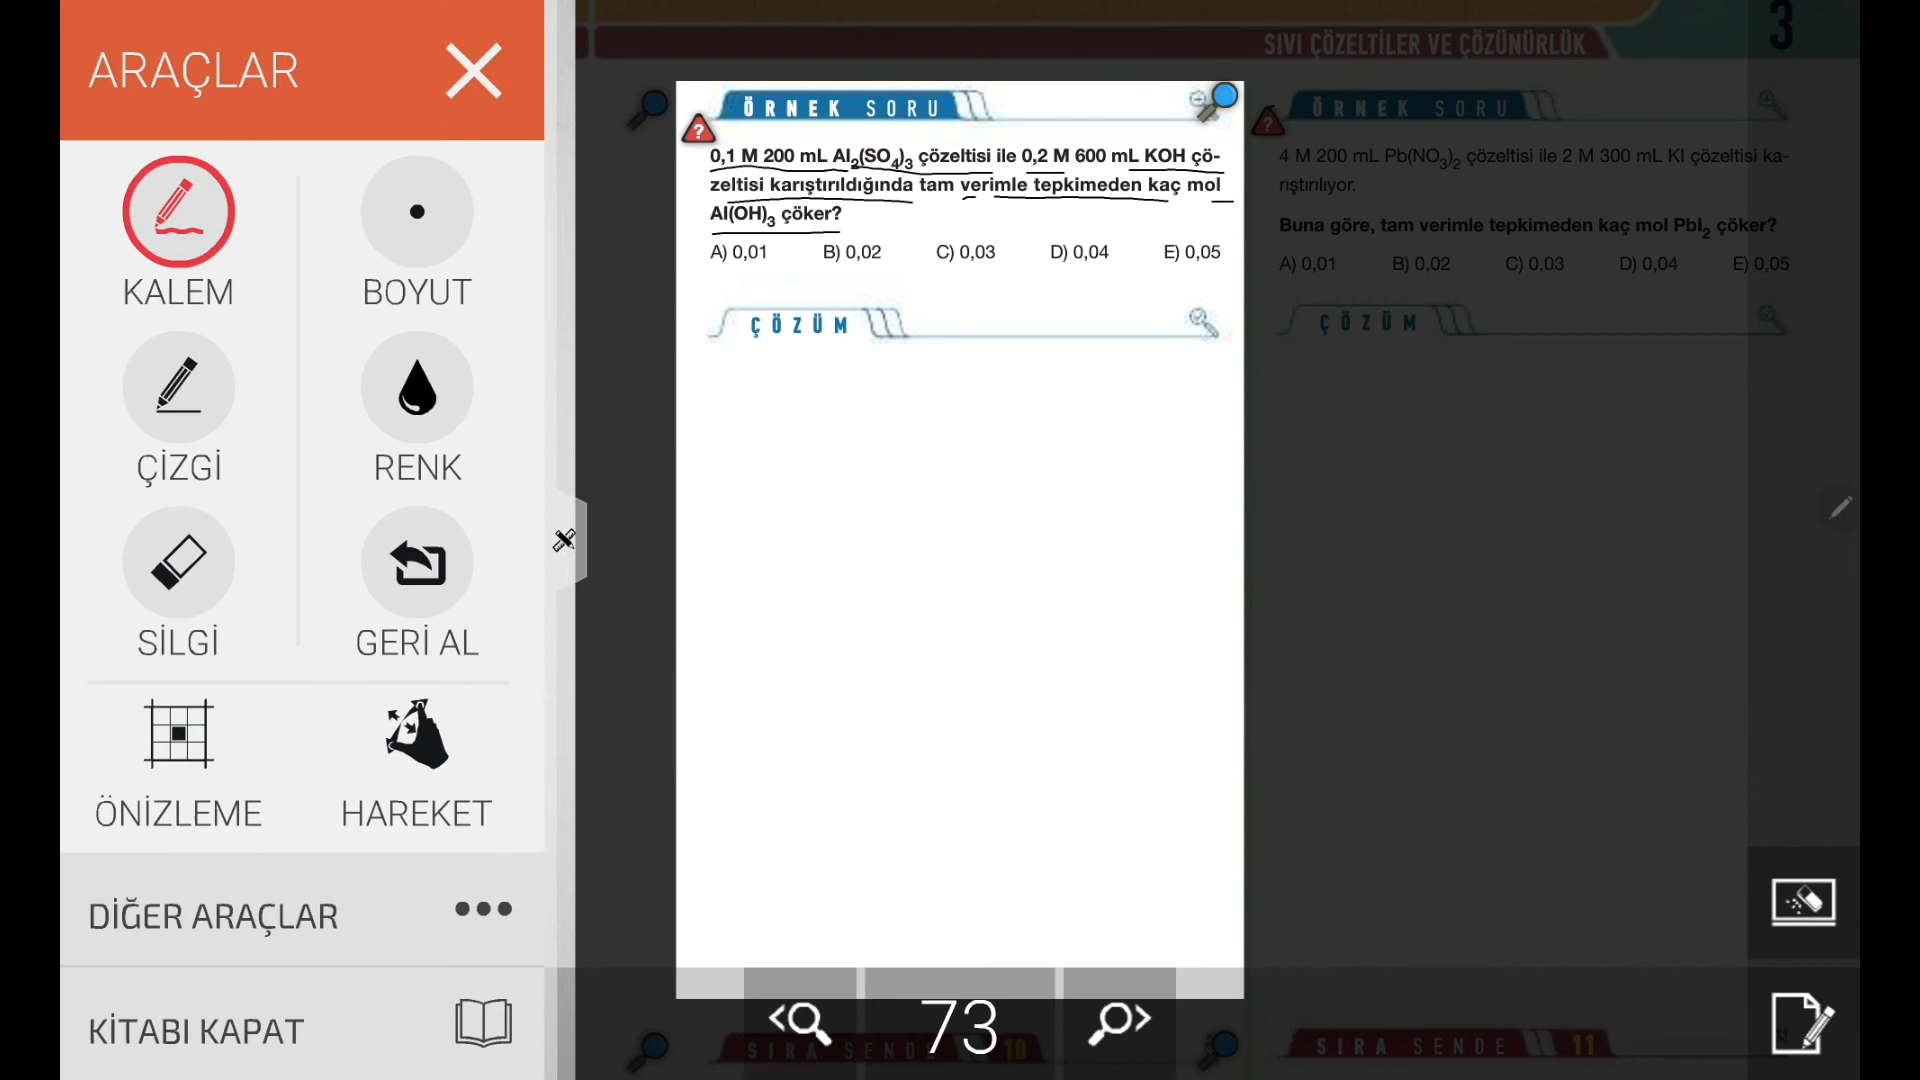 ARAÇLAR
KALEM
BOYUT
ÇİZGİ
RENK
SİLGİ
GERİ AL
ÖNİZLEME
HAREKET
DİĞER ARAÇLAR
KİTABI KAPAT
SIVI ÇÖZELTİLER VE ÇÖZÜNÜRLÜK
3
ÖRNEK SORU
0,1 M 200 mL Al₂(SO₄)₃ çözeltisi ile 0,2 M 600 mL KOH çö-
zeltisi karıştırıldığında tam verimle tepkimeden kaç mol
Al(OH)₃ çöker?
A) 0,01 B) 0,02 C) 0,03 D) 0,04 E) 0,05
ÇÖZÜM
ÖRNEK SORU
4 M 200 mL Pb(NO₃)₂ çözeltisi ile 2 M 300 mL KI çözeltisi ka-
rıştırılıyor.
Buna göre, tam verimle tepkimeden kaç mol PbI₂ çöker?
A) 0,01 B) 0,02 C) 0,03 D) 0,04 E) 0,05
ÇÖZÜM
73
SIRA SENDE 10
SIRA SENDE 11